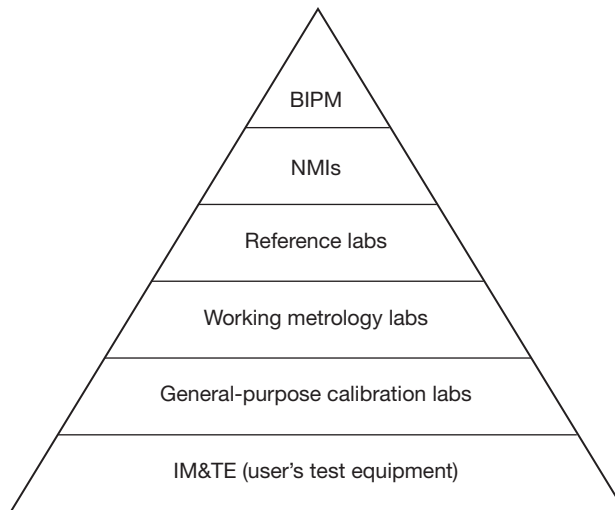 BIPM
NMIs
Reference labs
Working metrology labs
General-purpose calibration labs
IM&TE (user’s test equipment)